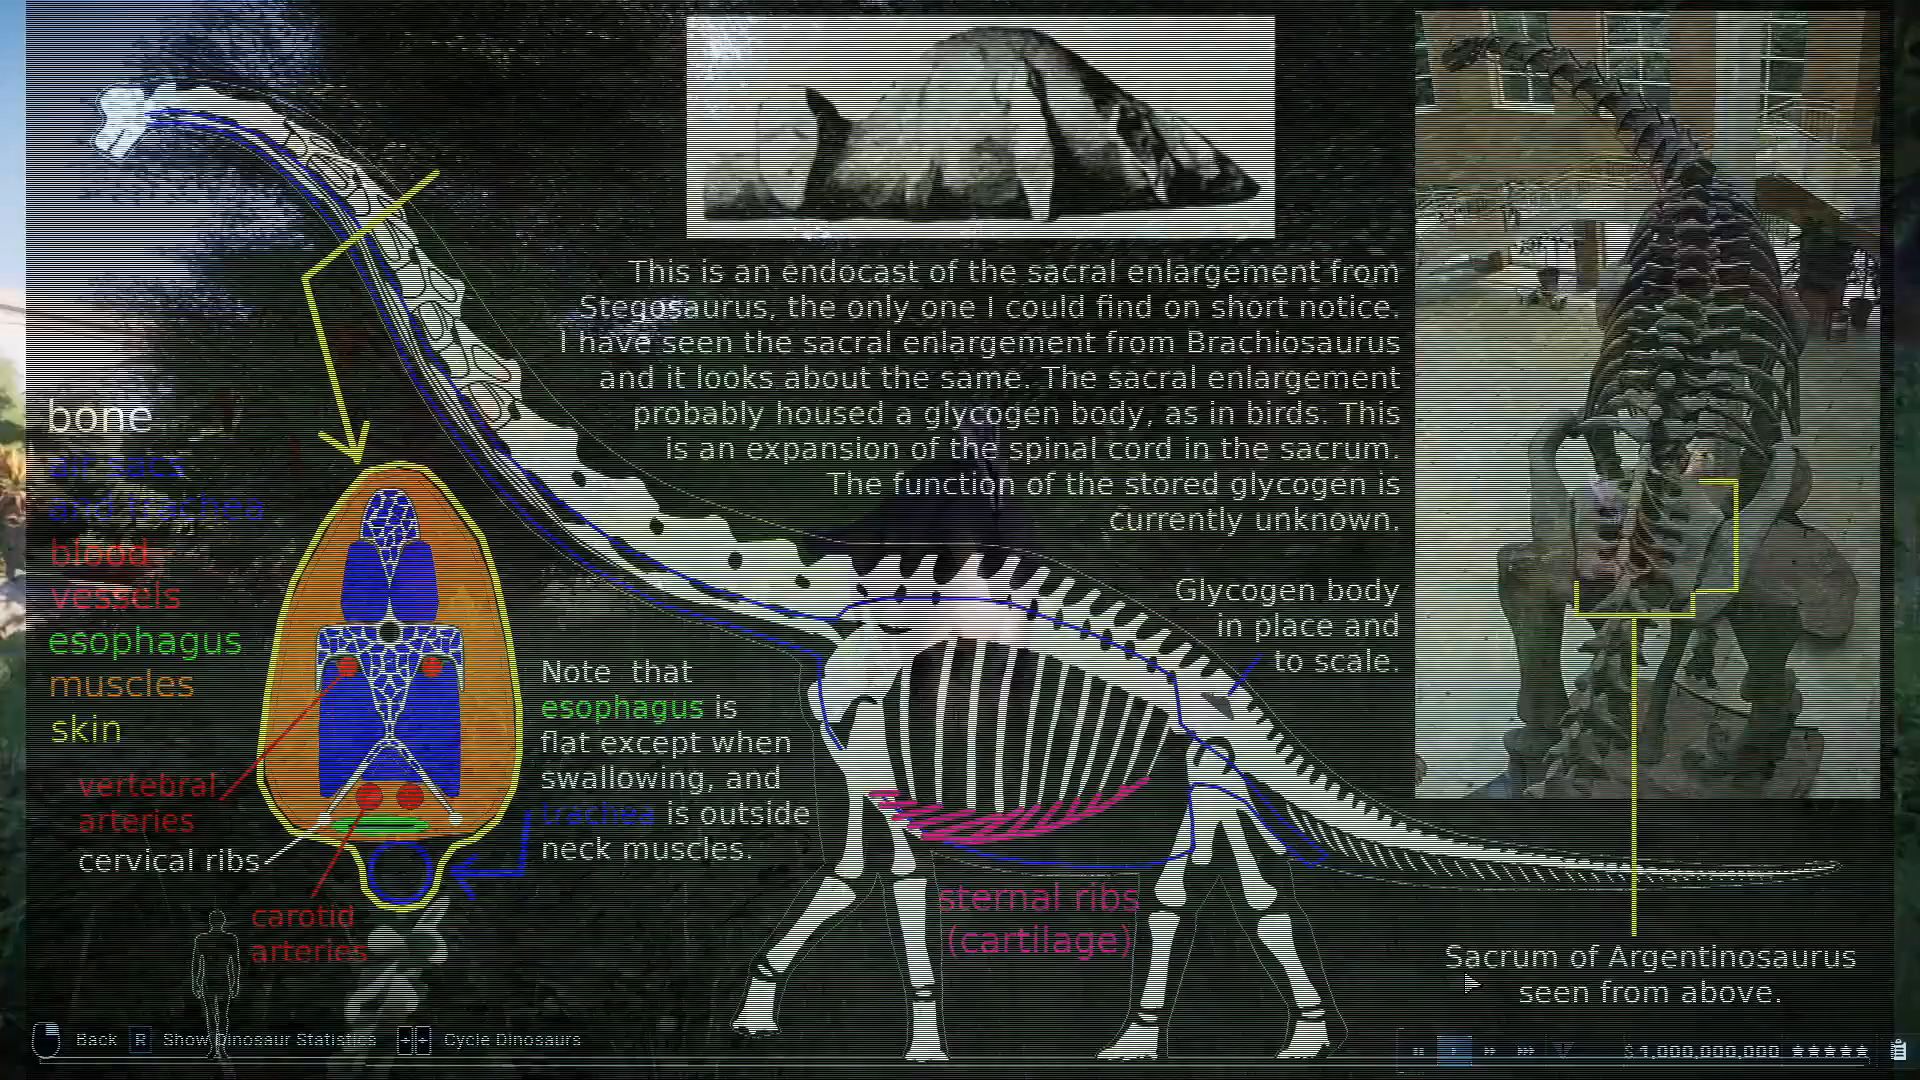 This is an endocast of the sacral enlargement from
Stegosaurus, the only one I could find on short notice.
I have seen the sacral enlargement from Brachiosaurus
and it looks about the same. The sacral enlargement
probably housed a glycogen body, as in birds. This
is an expansion of the spinal cord in the sacrum.
The function of the stored glycogen is
currently unknown.
bone
air sacs
and trachea
blood
vessels
esophagus
muscles
skin
Glycogen body
in place and
to scale.
Note that
esophagus is
flat except when
swallowing, and
trachea is outside
neck muscles.
vertebral
arteries
cervical ribs
carotid
arteries
sternal ribs
(cartilage)
Sacrum of Argentinosaurus
seen from above.
Back R Show Dinosaur Statistics Cycle Dinosaurs
$ 1,000,000,000